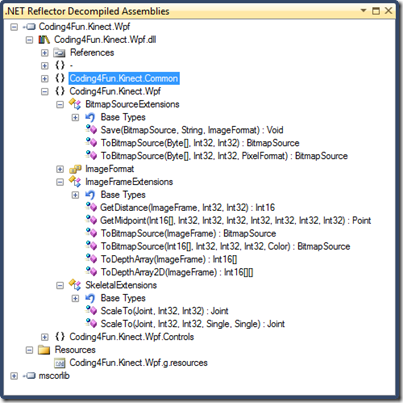 .NET Reflector Decompiled Assemblies
Coding4Fun.Kinect.Wpf
Coding4Fun.Kinect.Wpf.dll
References
{ } -
{ } Coding4Fun.Kinect.Common
{ } Coding4Fun.Kinect.Wpf
BitmapSourceExtensions
Base Types
Save(BitmapSource, String, ImageFormat) : Void
ToBitmapSource(Byte[], Int32, Int32) : BitmapSource
ToBitmapSource(Byte[], Int32, Int32, PixelFormat) : BitmapSource
ImageFormat
ImageFrameExtensions
Base Types
GetDistance(ImageFrame, Int32, Int32) : Int16
GetMidpoint(Int16[], Int32, Int32, Int32, Int32, Int32, Int32, Int32) : Point
ToBitmapSource(ImageFrame) : BitmapSource
ToBitmapSource(Int16[], Int32, Int32, Int32, Color) : BitmapSource
ToDepthArray(ImageFrame) : Int16[]
ToDepthArray2D(ImageFrame) : Int16[][]
SkeletalExtensions
Base Types
ScaleTo(Joint, Int32, Int32) : Joint
ScaleTo(Joint, Int32, Int32, Single, Single) : Joint
{ } Coding4Fun.Kinect.Wpf.Controls
Resources
Coding4Fun.Kinect.Wpf.g.resources
mscorlib